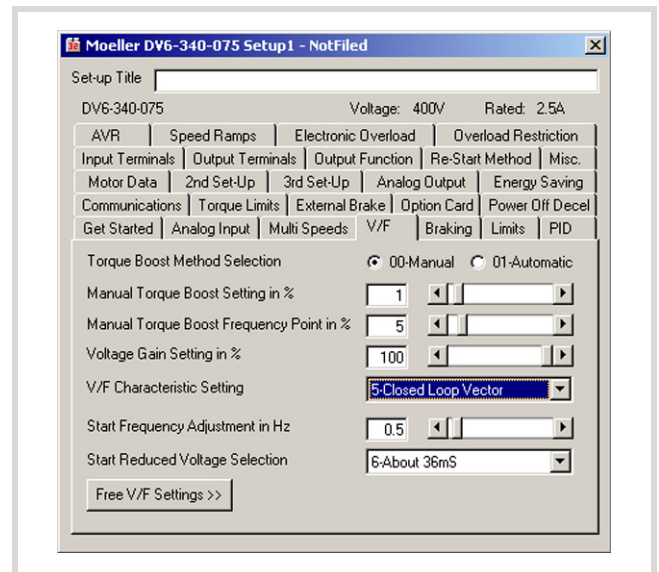 Moeller DV6-340-075 Setup1 - NotFiled
Set-up Title
DV6-340-075 Voltage: 400V Rated: 2.5A
AVR Speed Ramps Electronic Overload Overload Restriction
Input Terminals Output Terminals Output Function Re-Start Method Misc.
Motor Data 2nd Set-Up 3rd Set-Up Analog Output Energy Saving
Communications Torque Limits External Brake Option Card Power Off Decel
Get Started Analog Input Multi Speeds V/F Braking Limits PID
Torque Boost Method Selection 00-Manual 01-Automatic
Manual Torque Boost Setting in % 1
Manual Torque Boost Frequency Point in % 5
Voltage Gain Setting in % 100
V/F Characteristic Setting 5-Closed Loop Vector
Start Frequency Adjustment in Hz 0.5
Start Reduced Voltage Selection 6-About 36mS
Free V/F Settings >>